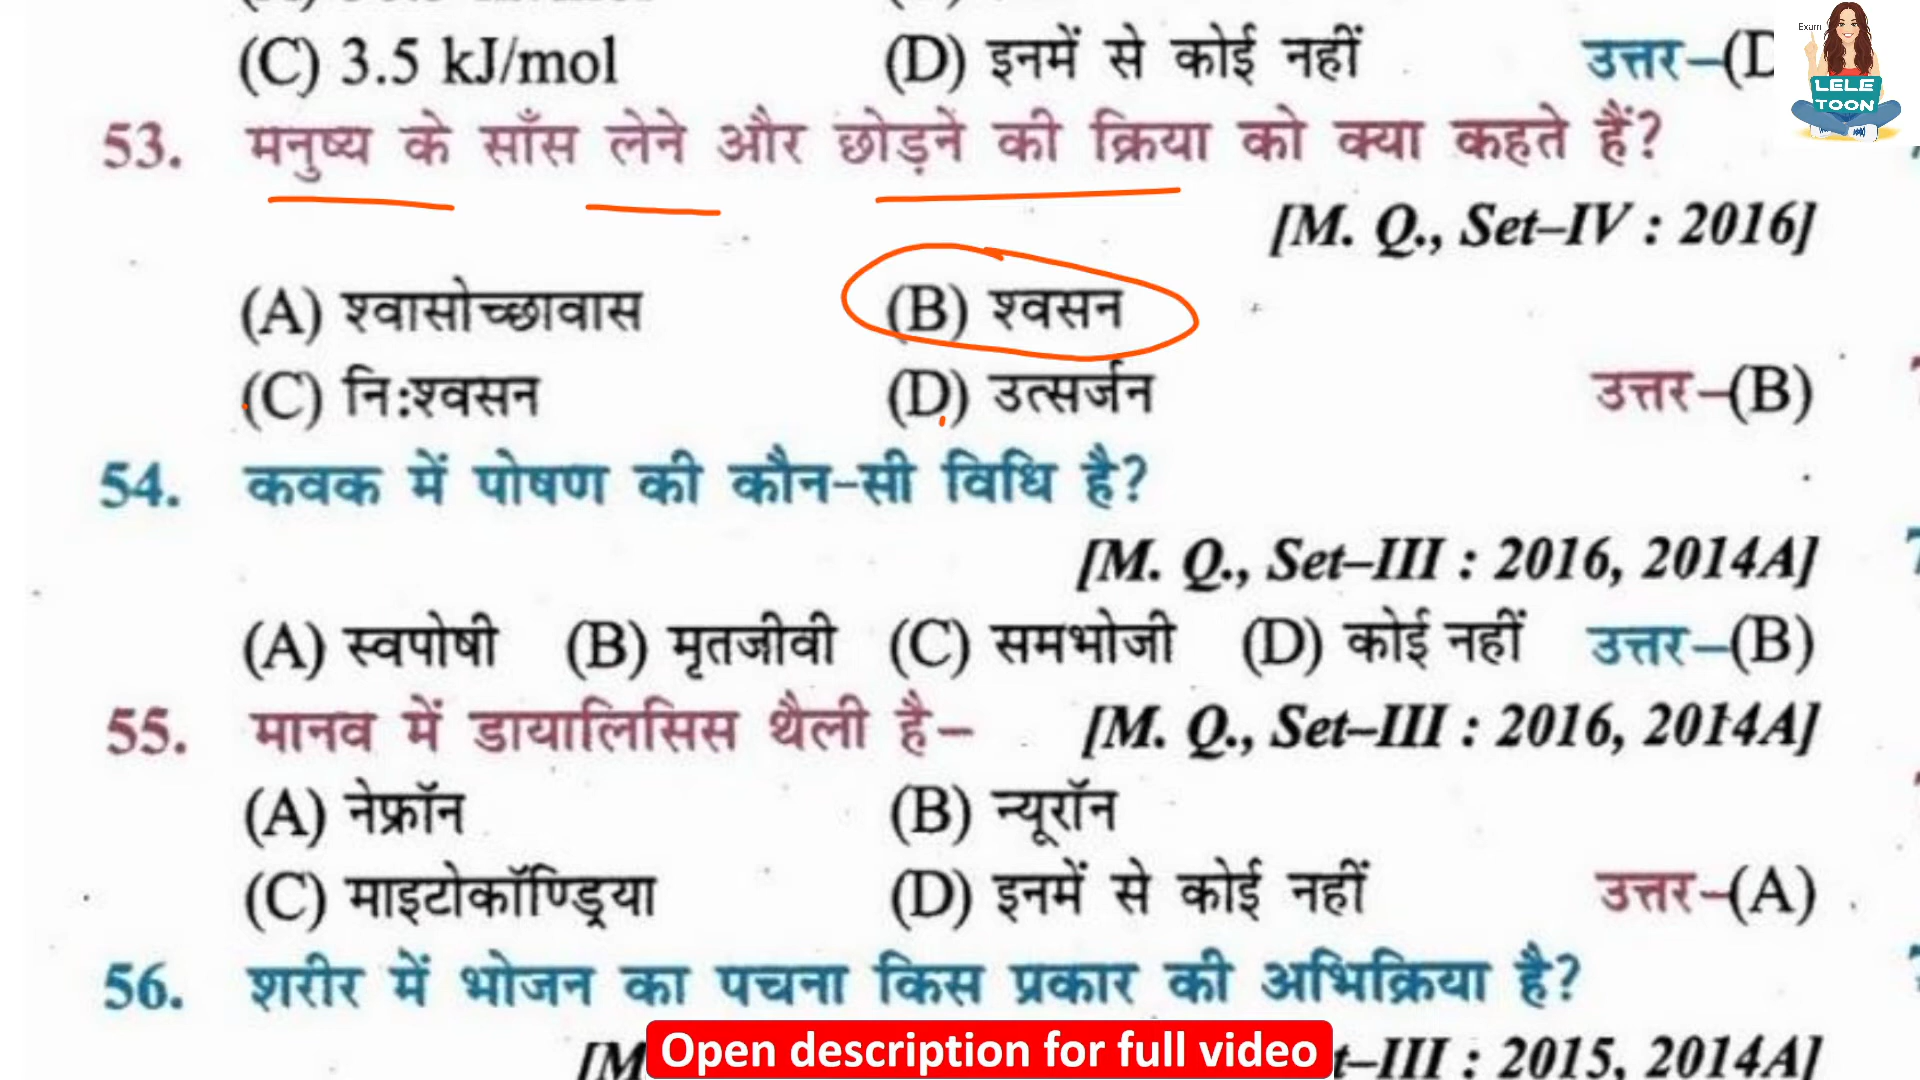 (C) 3.5 kJ/mol (D) इनमें से कोई नहीं उत्तर–(D
Exam
LELE
TOON
53. मनुष्य के साँस लेने और छोड़ने की क्रिया को क्या कहते हैं?
[M. Q., Set–IV : 2016]
(A) श्वासोच्छावास (B) श्वसन
(C) नि:श्वसन (D) उत्सर्जन उत्तर–(B)
54. कवक में पोषण की कौन-सी विधि है?
[M. Q., Set–III : 2016, 2014A]
(A) स्वपोषी (B) मृतजीवी (C) समभोजी (D) कोई नहीं उत्तर–(B)
55. मानव में डायालिसिस थैली है– [M. Q., Set–III : 2016, 2014A]
(A) नेफ्रॉन (B) न्यूरॉन
(C) माइटोकॉण्ड्रिया (D) इनमें से कोई नहीं उत्तर–(A)
56. शरीर में भोजन का पचना किस प्रकार की अभिक्रिया है?
[M t–III : 2015, 2014A]
Open description for full video